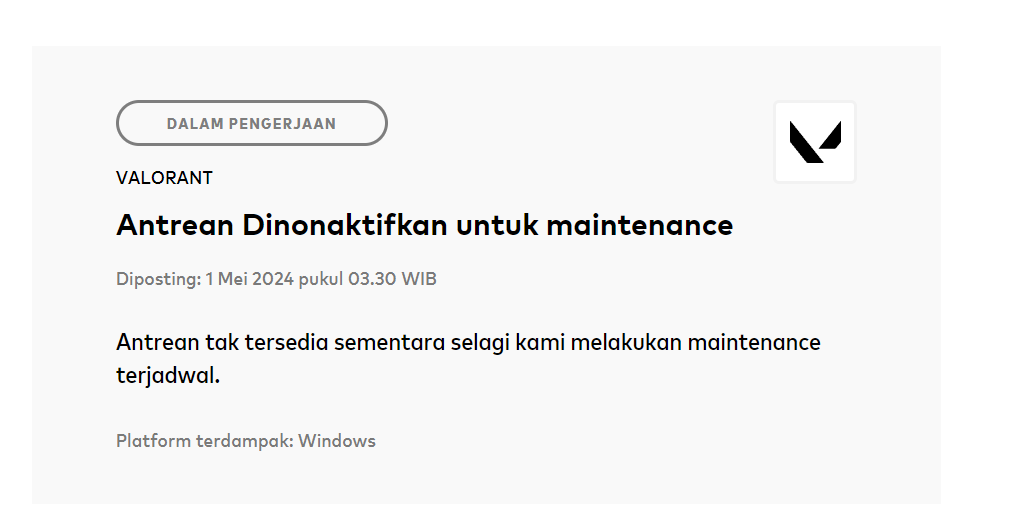 DALAM PENGERJAAN
VALORANT
Antrean Dinonaktifkan untuk maintenance
Diposting: 1 Mei 2024 pukul 03.30 WIB
Antrean tak tersedia sementara selagi kami melakukan maintenance
terjadwal.
Platform terdampak: Windows